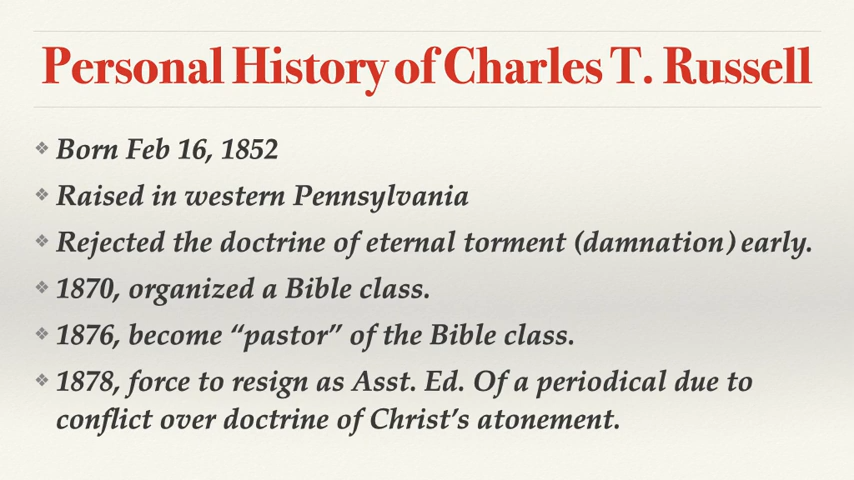 Personal History of Charles T. Russell
❖ Born Feb 16, 1852
❖ Raised in western Pennsylvania
❖ Rejected the doctrine of eternal torment (damnation) early.
❖ 1870, organized a Bible class.
❖ 1876, become “pastor” of the Bible class.
❖ 1878, force to resign as Asst. Ed. Of a periodical due to
conflict over doctrine of Christ’s atonement.